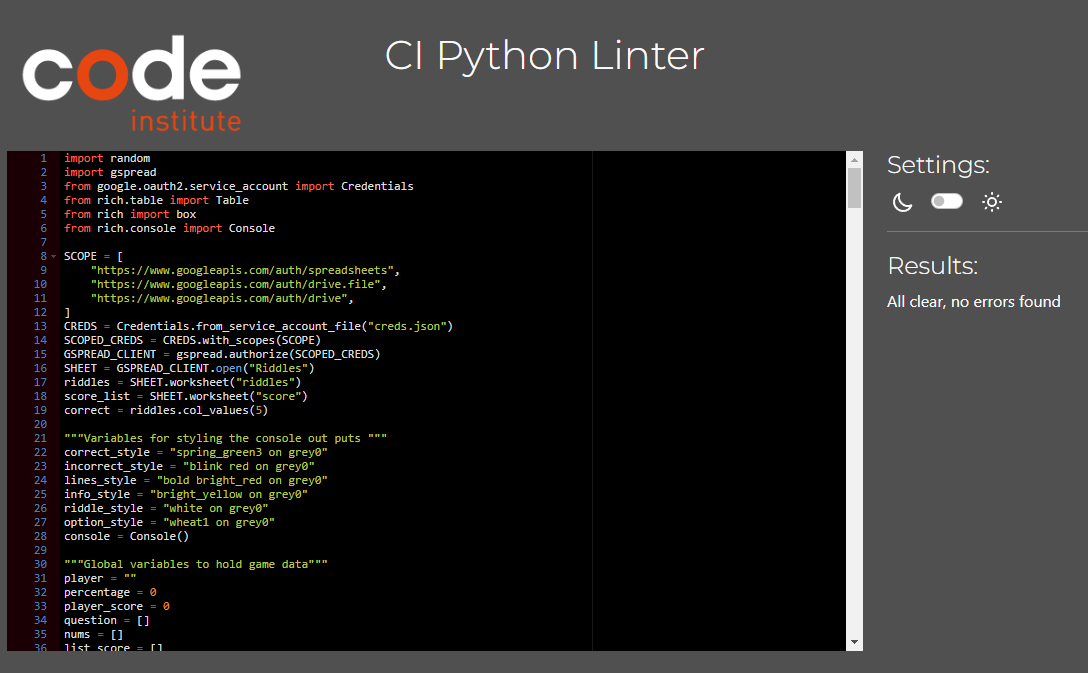 code
institute
CI Python Linter
1 import random
2 import gspread
3 from google.oauth2.service_account import Credentials
4 from rich.table import Table
5 from rich import box
6 from rich.console import Console
7
8 SCOPE = [
9     "https://www.googleapis.com/auth/spreadsheets",
10     "https://www.googleapis.com/auth/drive.file",
11     "https://www.googleapis.com/auth/drive",
12 ]
13 CREDS = Credentials.from_service_account_file("creds.json")
14 SCOPED_CREDS = CREDS.with_scopes(SCOPE)
15 GSPREAD_CLIENT = gspread.authorize(SCOPED_CREDS)
16 SHEET = GSPREAD_CLIENT.open("Riddles")
17 riddles = SHEET.worksheet("riddles")
18 score_list = SHEET.worksheet("score")
19 correct = riddles.col_values(5)
20
21 """Variables for styling the console out puts """
22 correct_style = "spring_green3 on grey0"
23 incorrect_style = "blink red on grey0"
24 lines_style = "bold bright_red on grey0"
25 info_style = "bright_yellow on grey0"
26 riddle_style = "white on grey0"
27 option_style = "wheat1 on grey0"
28 console = Console()
29
30 """Global variables to hold game data"""
31 player = ""
32 percentage = 0
33 player_score = 0
34 question = []
35 nums = []
36 list_score = []
Settings:
Results:
All clear, no errors found